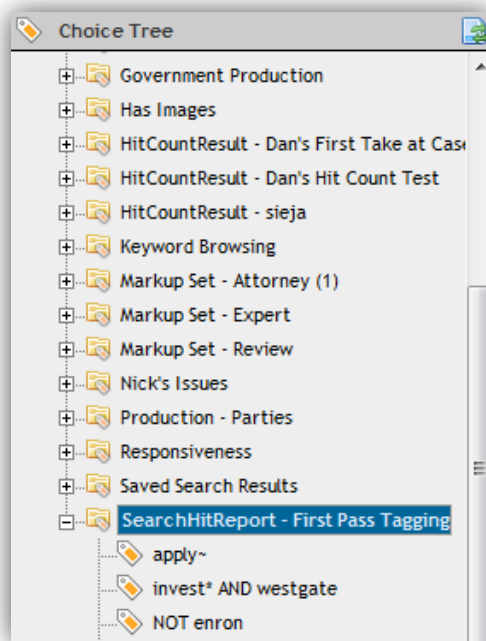 Choice Tree
Government Production
Has Images
HitCountResult - Dan's First Take at Cas
HitCountResult - Dan's Hit Count Test
HitCountResult - sieja
Keyword Browsing
Markup Set - Attorney (1)
Markup Set - Expert
Markup Set - Review
Nick's Issues
Production - Parties
Responsiveness
Saved Search Results
SearchHitReport - First Pass Tagging
apply~
invest* AND westgate
NOT enron